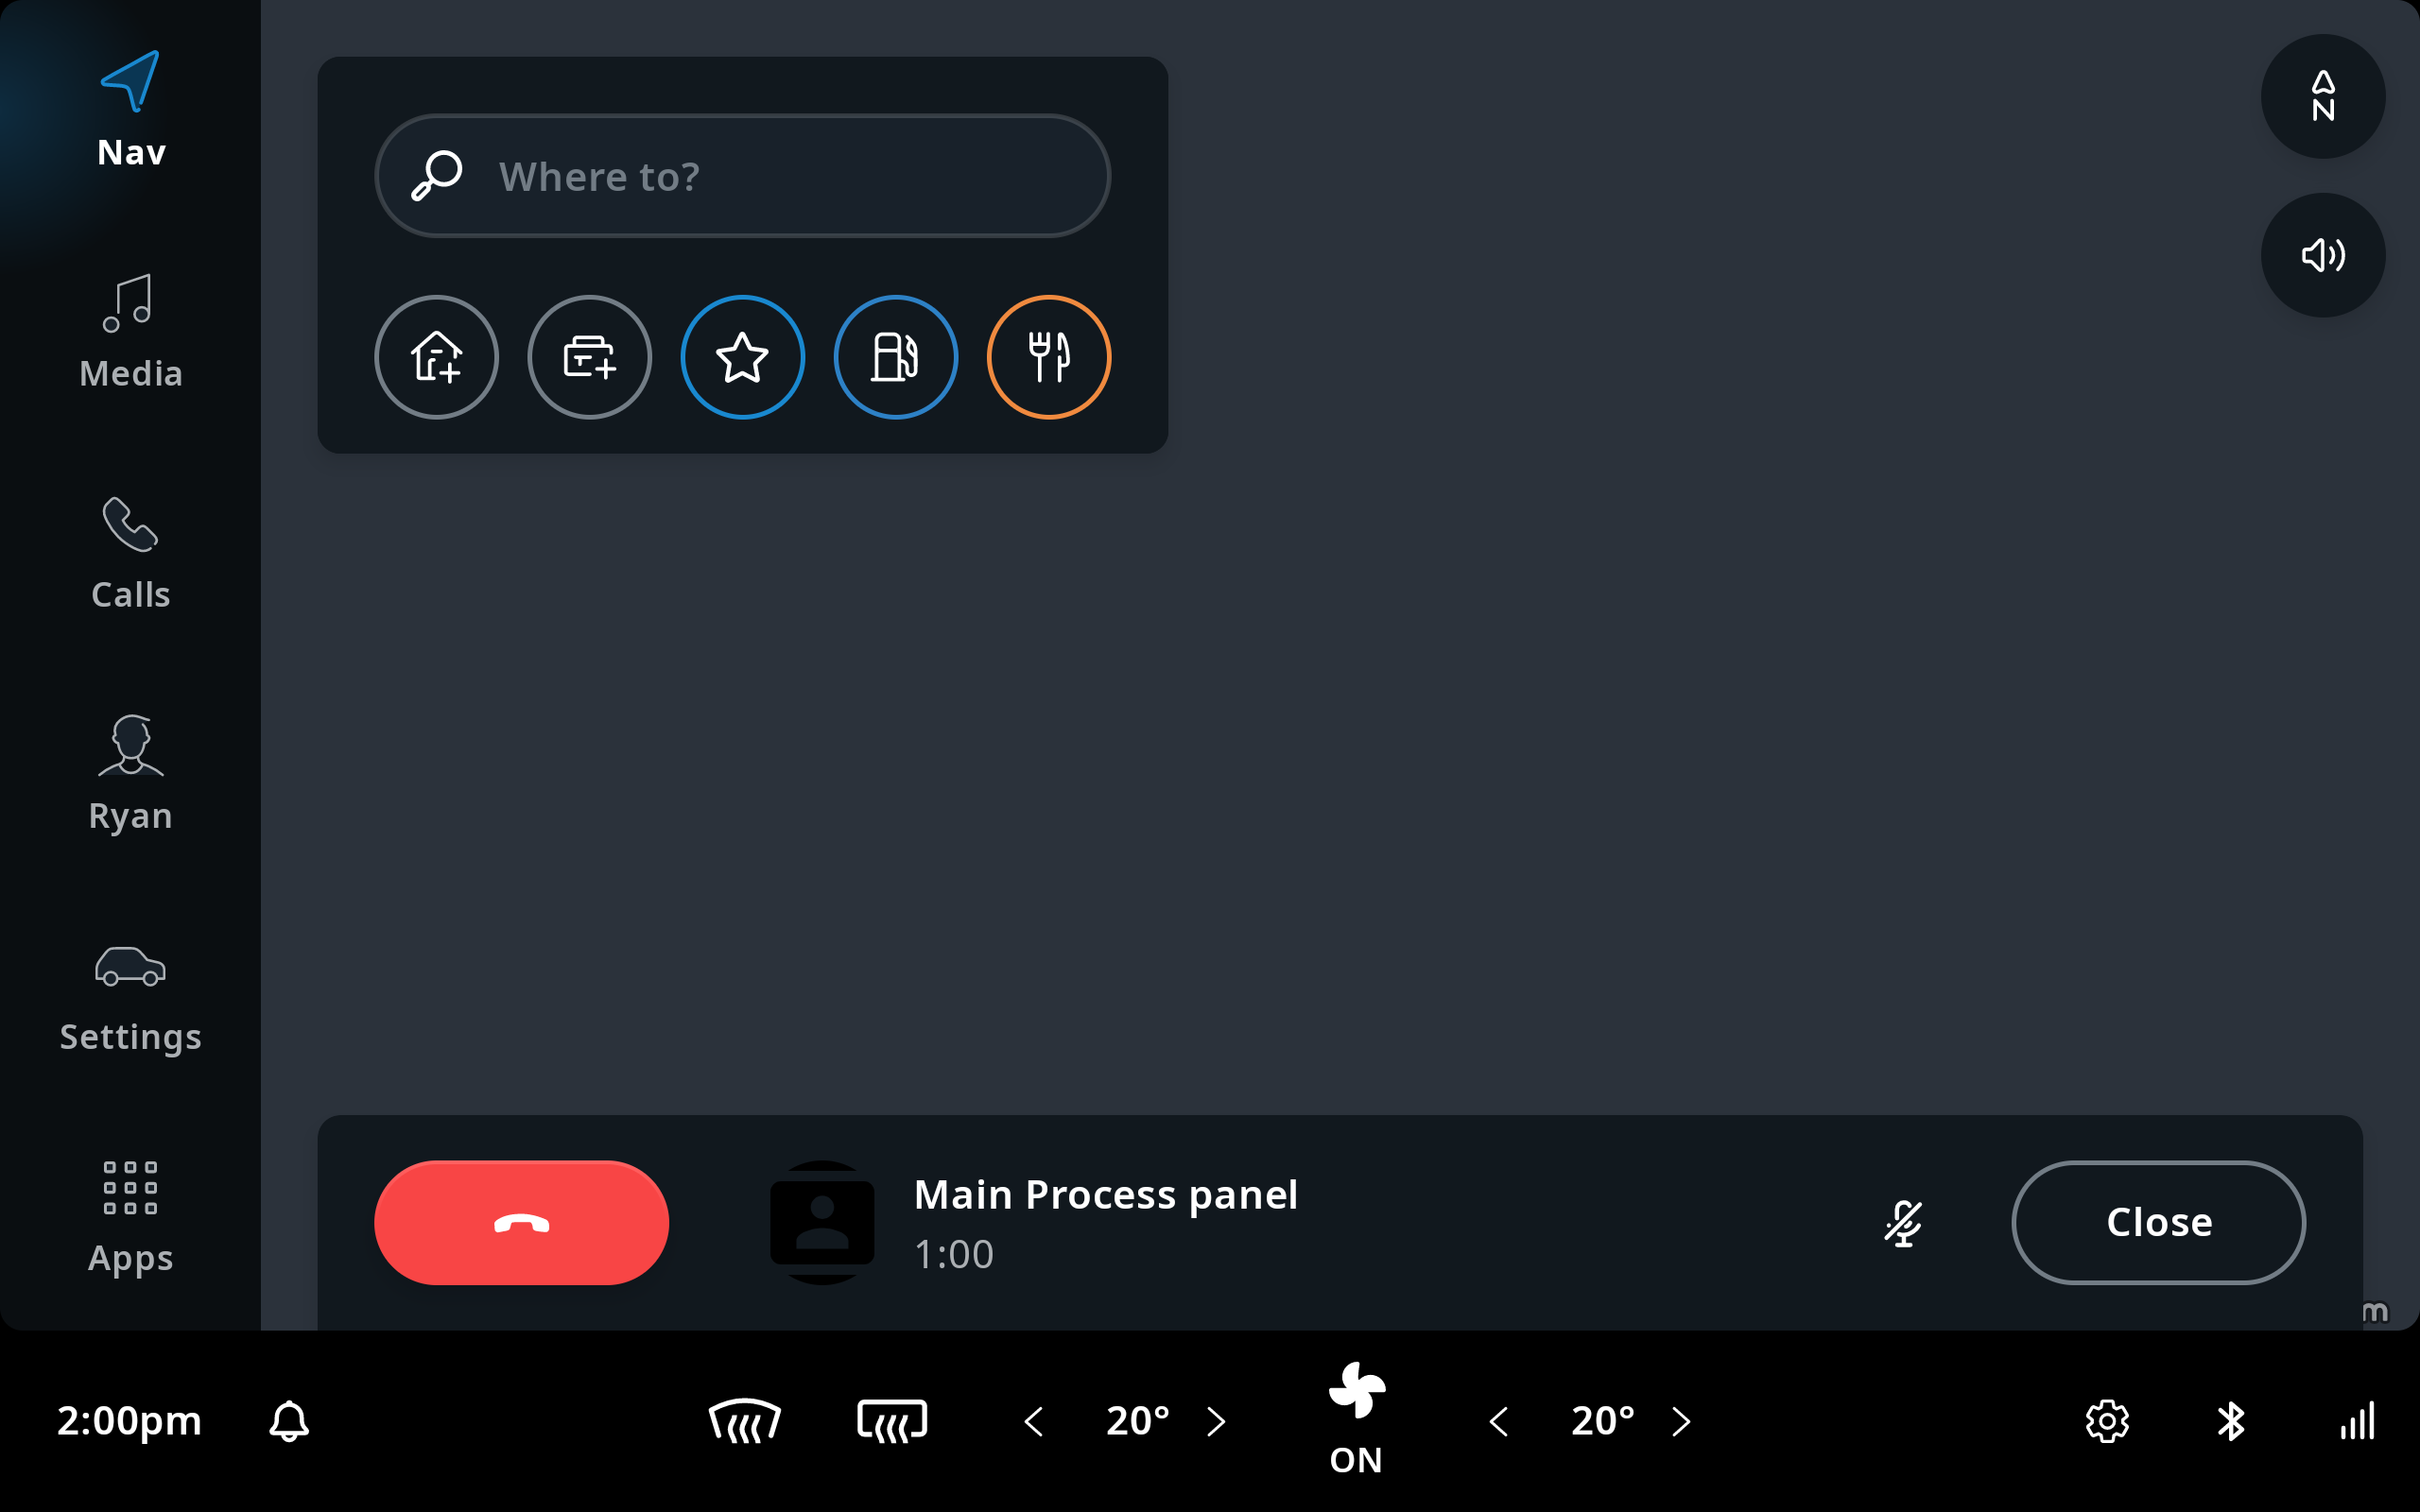 Nav
Media
Calls
Ryan
Settings
Apps
Where to?
N
Main Process panel
1:00
Close
m
2:00pm
20°
ON
20°